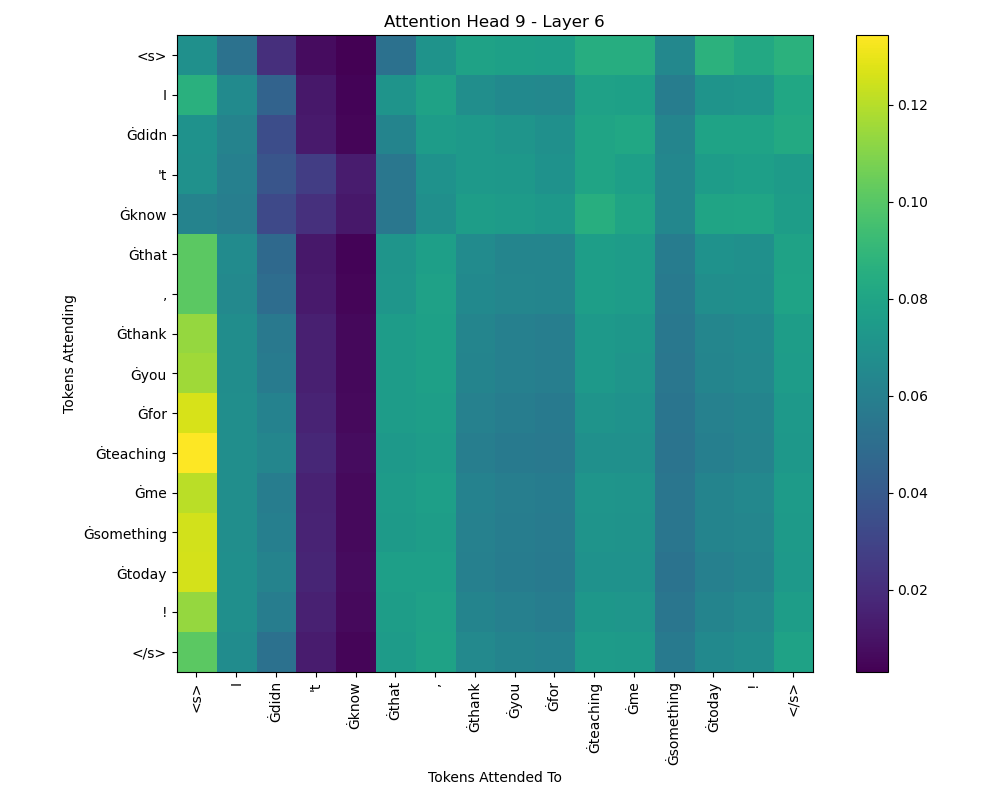 Attention Head 9 - Layer 6
<s>
I
Ġdidn
't
Ġknow
Ġthat
,
Ġthank
Ġyou
Ġfor
Ġteaching
Ġme
Ġsomething
Ġtoday
!
</s>
Tokens Attending
<s>
I
Ġdidn
't
Ġknow
Ġthat
,
Ġthank
Ġyou
Ġfor
Ġteaching
Ġme
Ġsomething
Ġtoday
!
</s>
Tokens Attended To
0.12
0.10
0.08
0.06
0.04
0.02